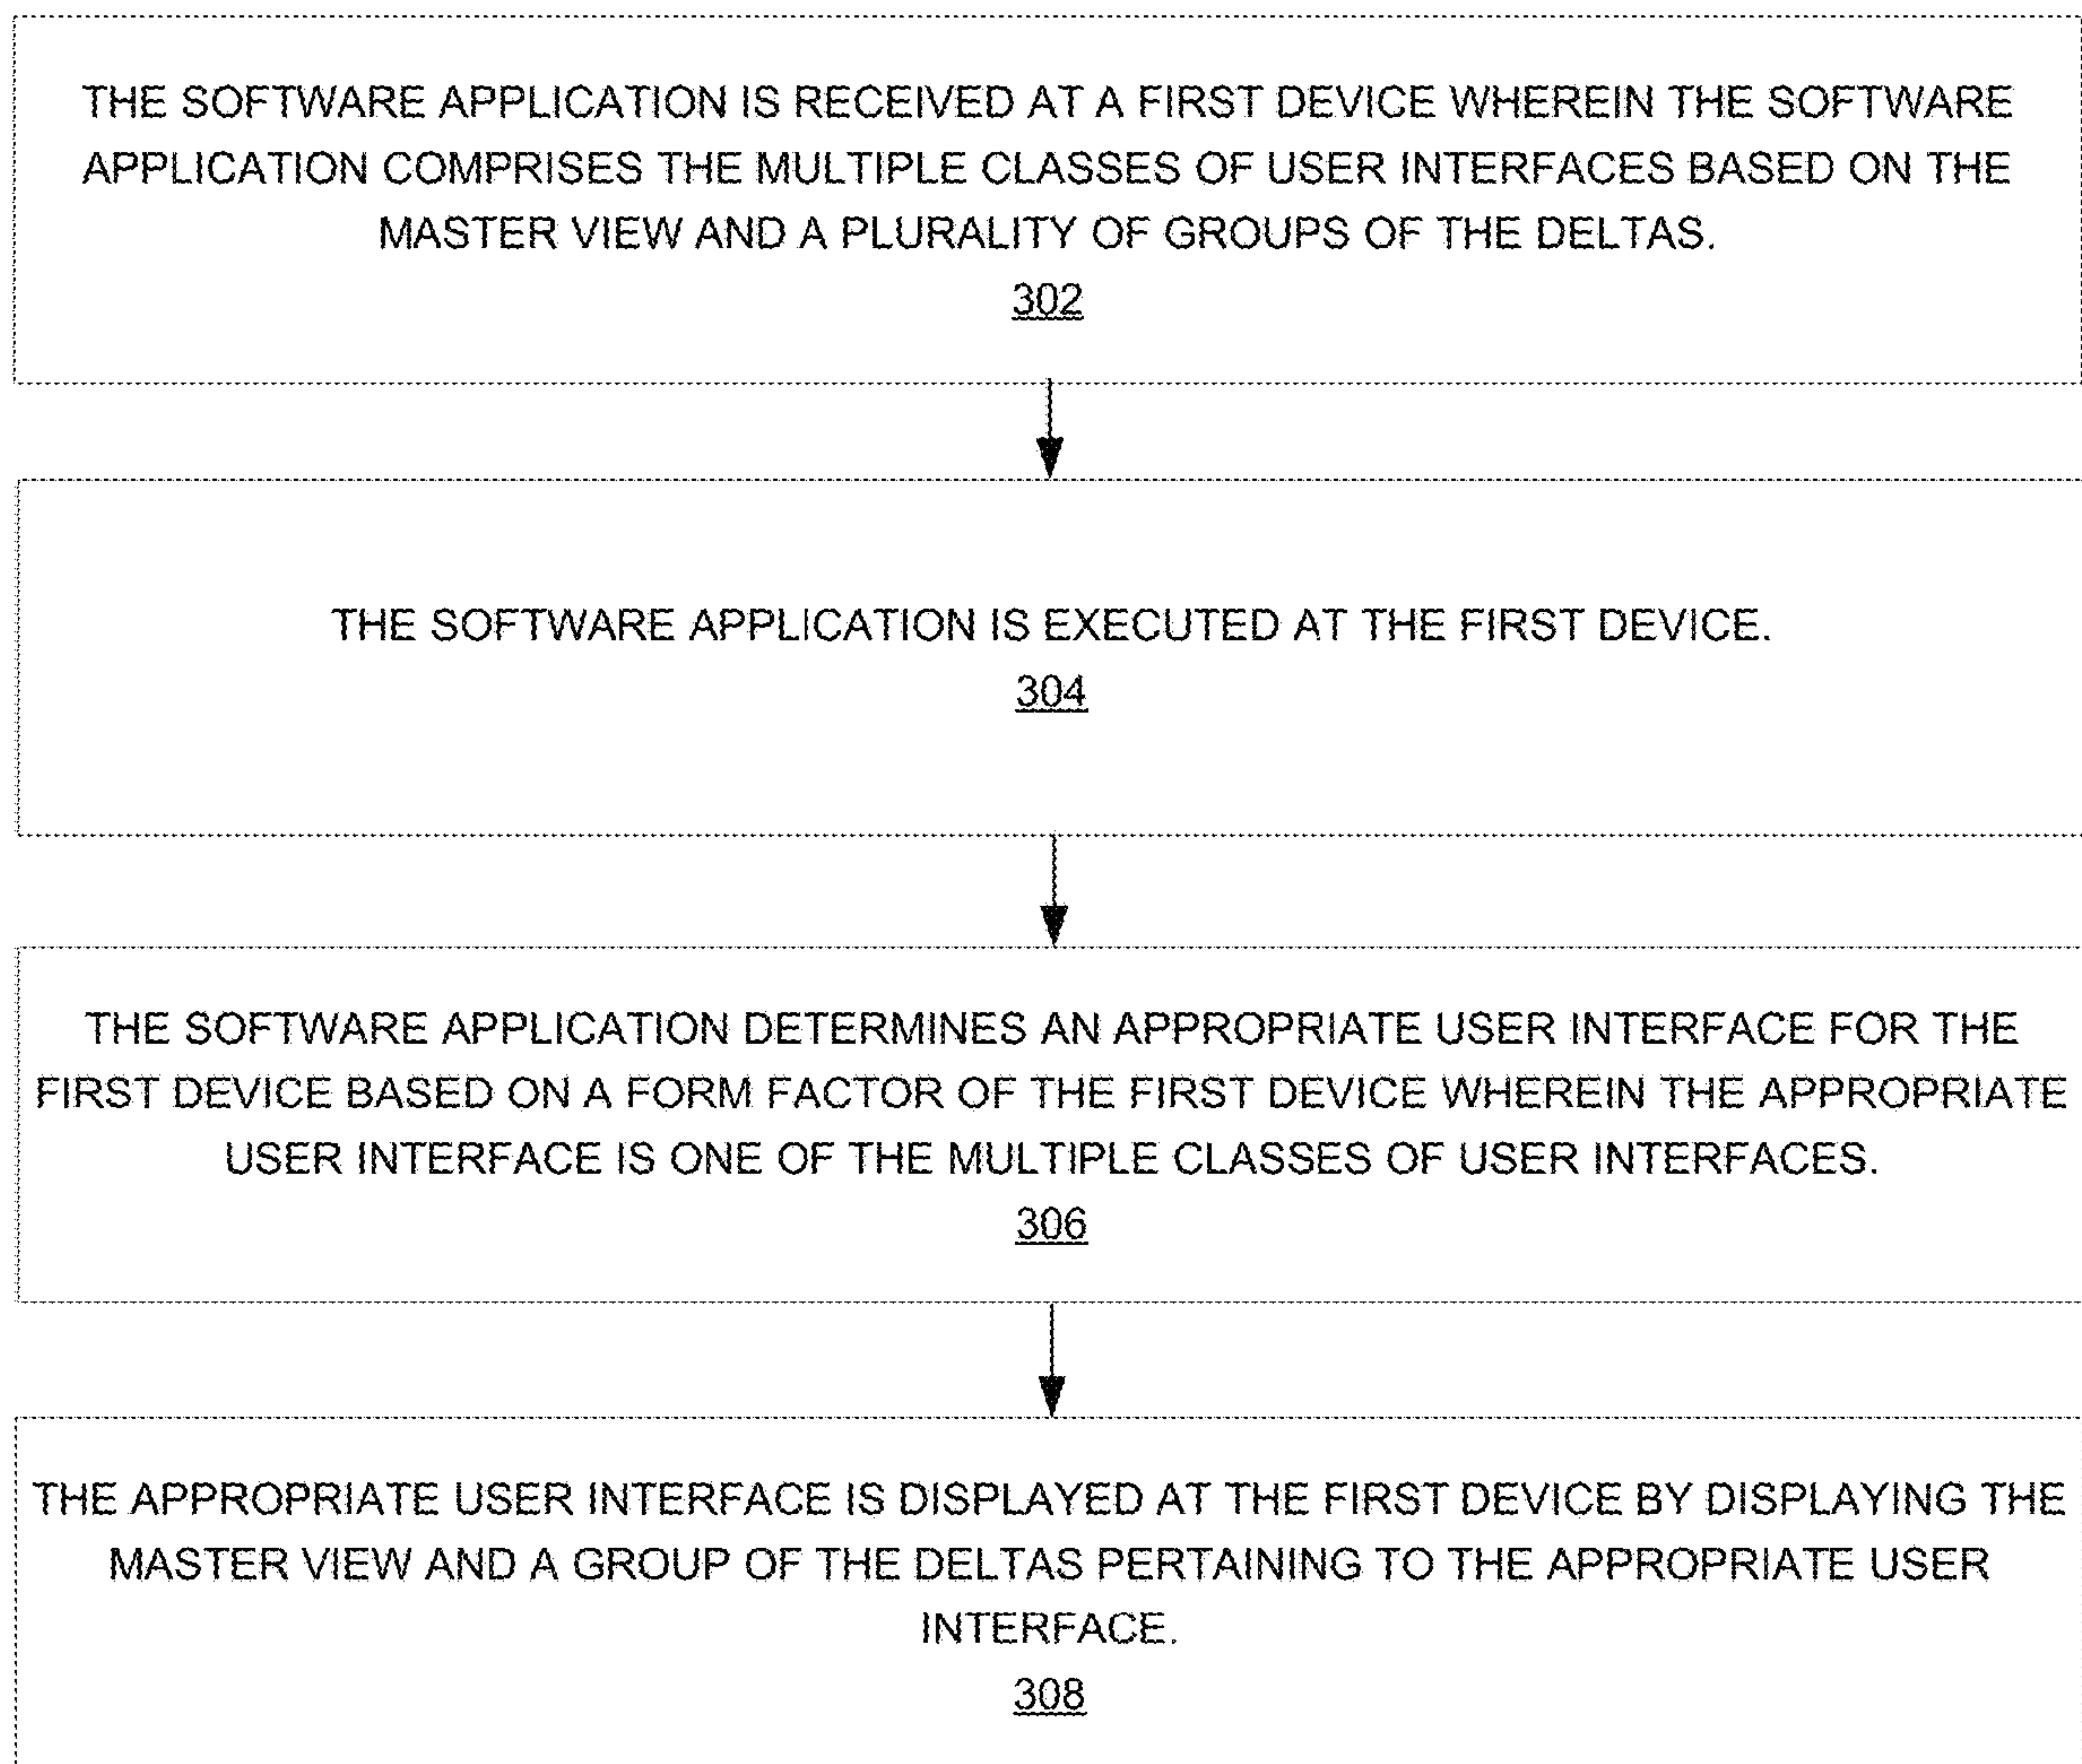 THE SOFTWARE APPLICATION IS RECEIVED AT A FIRST DEVICE WHEREIN THE SOFTWARE
APPLICATION COMPRISES THE MULTIPLE CLASSES OF USER INTERFACES BASED ON THE
MASTER VIEW AND A PLURALITY OF GROUPS OF THE DELTAS.
302
THE SOFTWARE APPLICATION IS EXECUTED AT THE FIRST DEVICE.
304
THE SOFTWARE APPLICATION DETERMINES AN APPROPRIATE USER INTERFACE FOR THE
FIRST DEVICE BASED ON A FORM FACTOR OF THE FIRST DEVICE WHEREIN THE APPROPRIATE
USER INTERFACE IS ONE OF THE MULTIPLE CLASSES OF USER INTERFACES.
306
THE APPROPRIATE USER INTERFACE IS DISPLAYED AT THE FIRST DEVICE BY DISPLAYING THE
MASTER VIEW AND A GROUP OF THE DELTAS PERTAINING TO THE APPROPRIATE USER
INTERFACE.
308